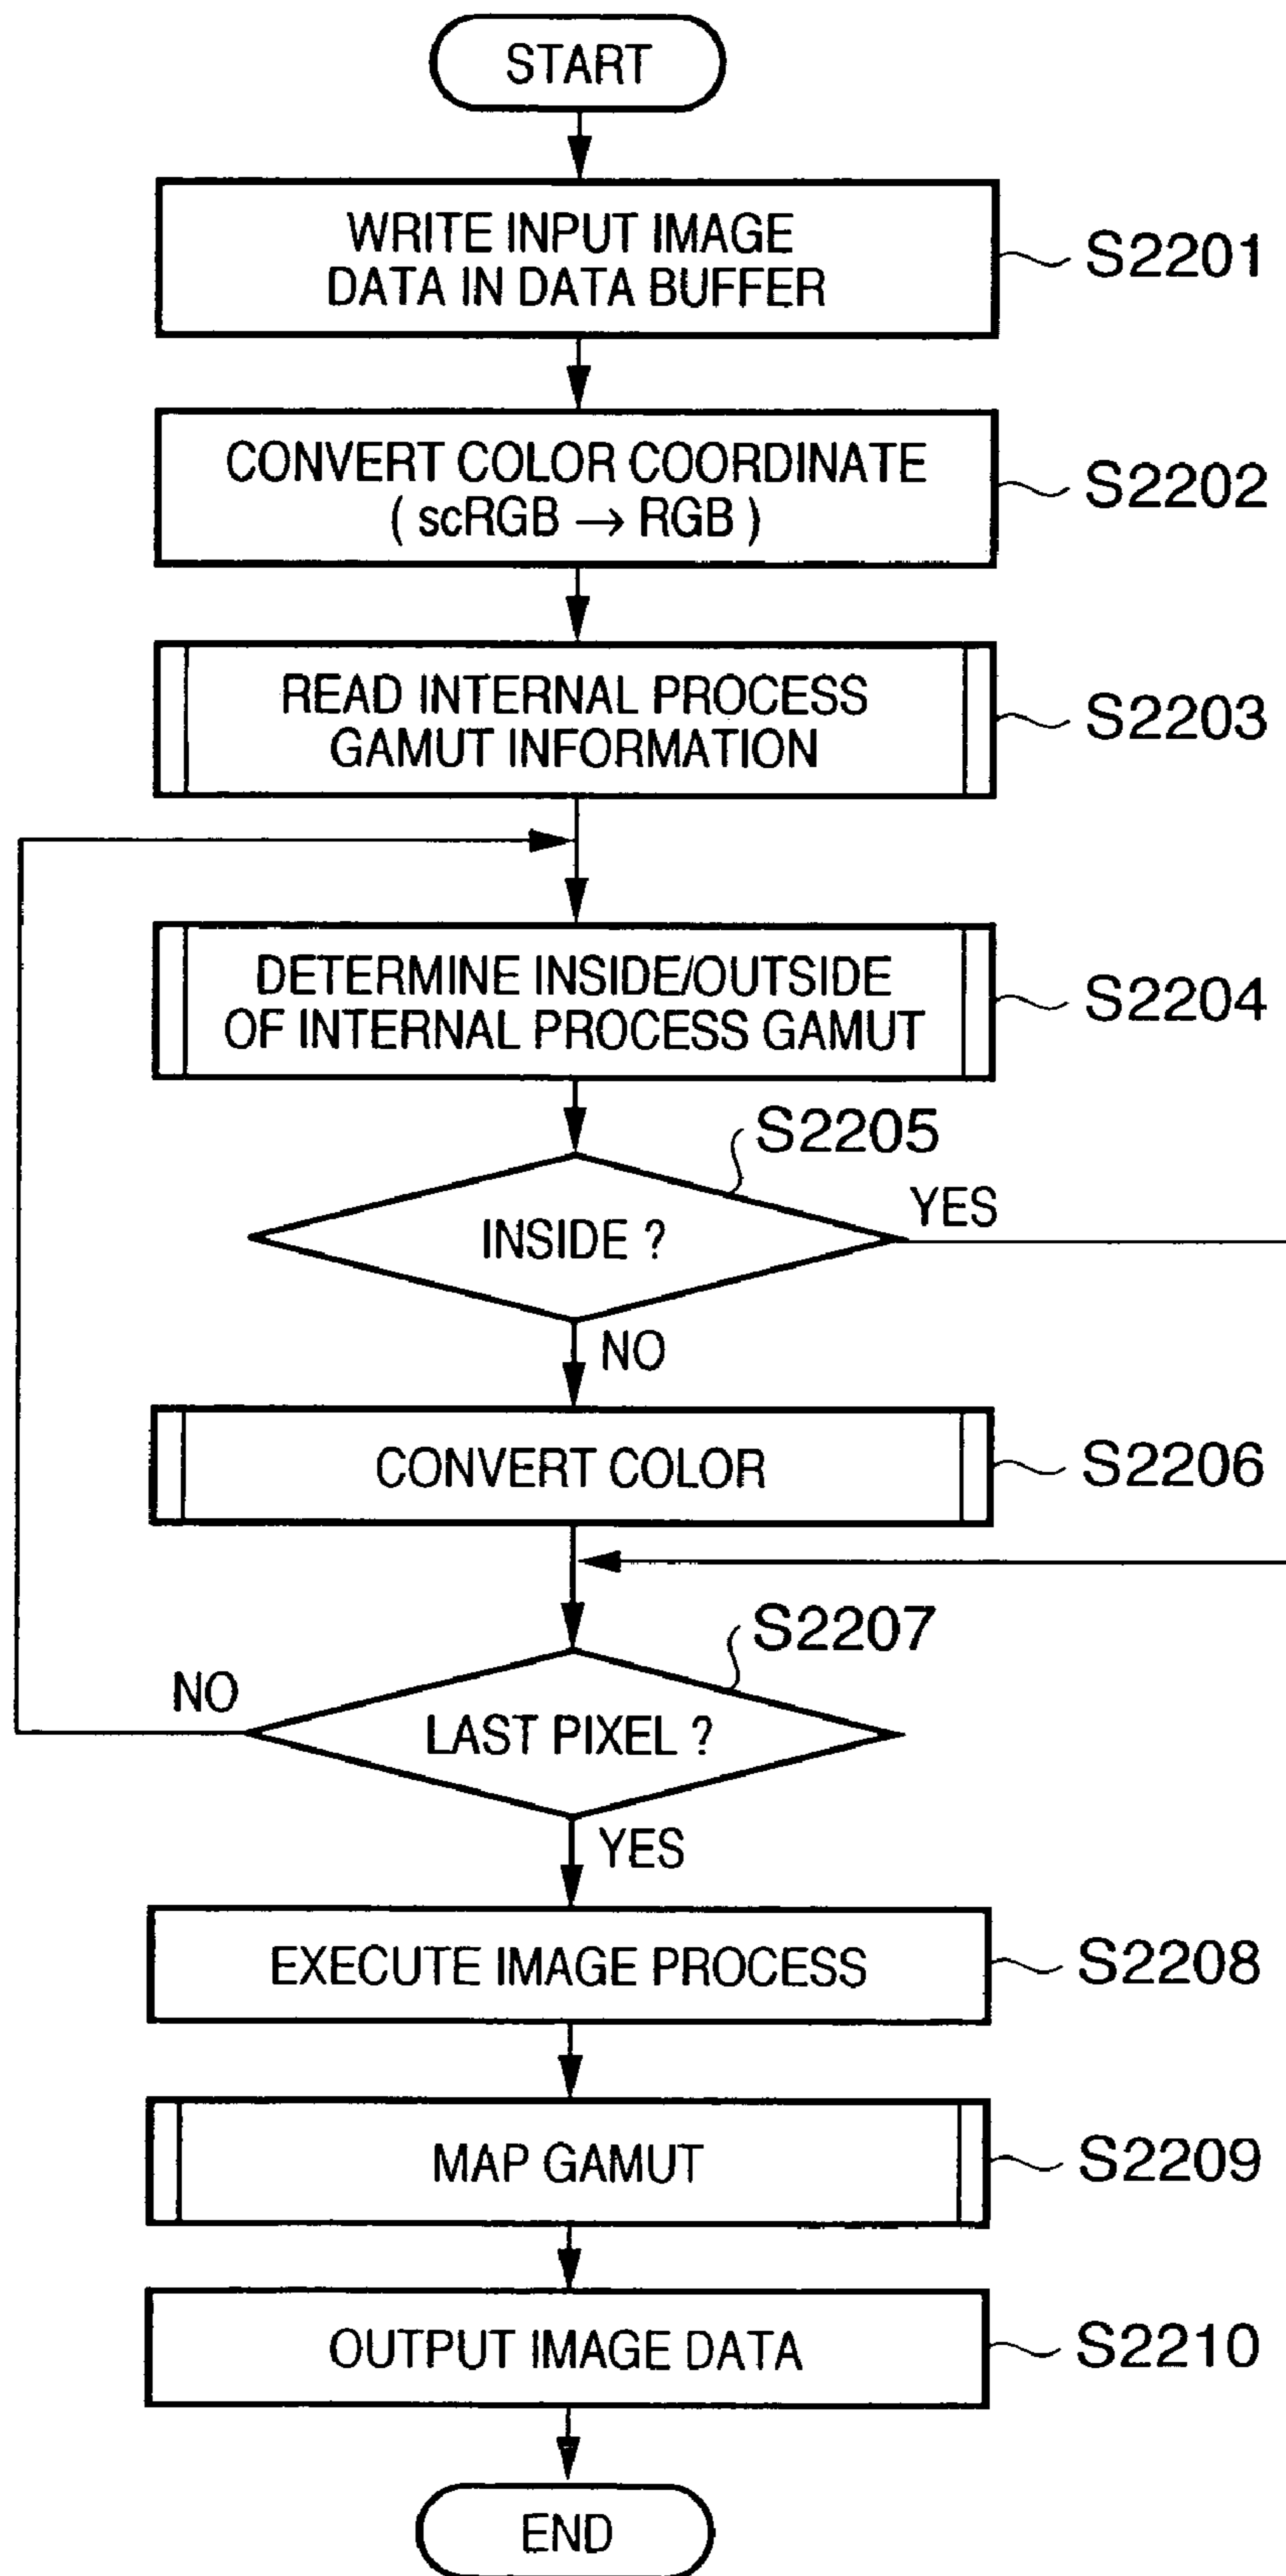 START
WRITE INPUT IMAGE
DATA IN DATA BUFFER
S2201
CONVERT COLOR COORDINATE
( scRGB → RGB )
S2202
READ INTERNAL PROCESS
GAMUT INFORMATION
S2203
DETERMINE INSIDE/OUTSIDE
OF INTERNAL PROCESS GAMUT
S2204
S2205
INSIDE ?
YES
NO
CONVERT COLOR
S2206
S2207
NO
LAST PIXEL ?
YES
EXECUTE IMAGE PROCESS
S2208
MAP GAMUT
S2209
OUTPUT IMAGE DATA
S2210
END